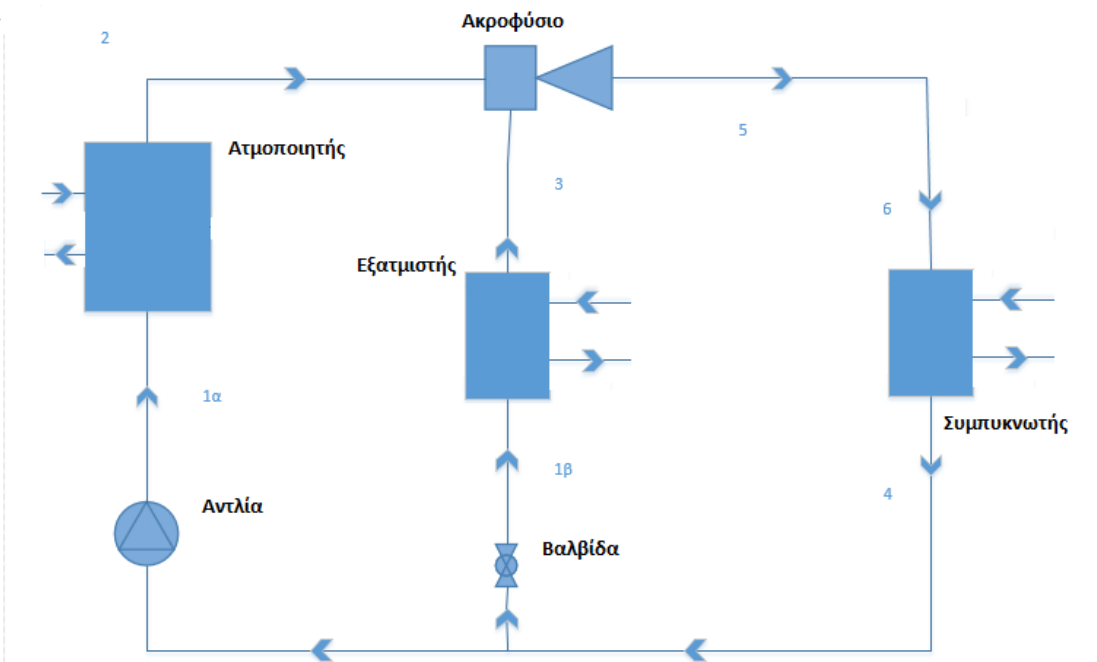 Ακροφύσιο
2
Ατμοποιητής
5
3
6
Εξατμιστής
1α
Συμπυκνωτής
1β
4
Αντλία
Βαλβίδα